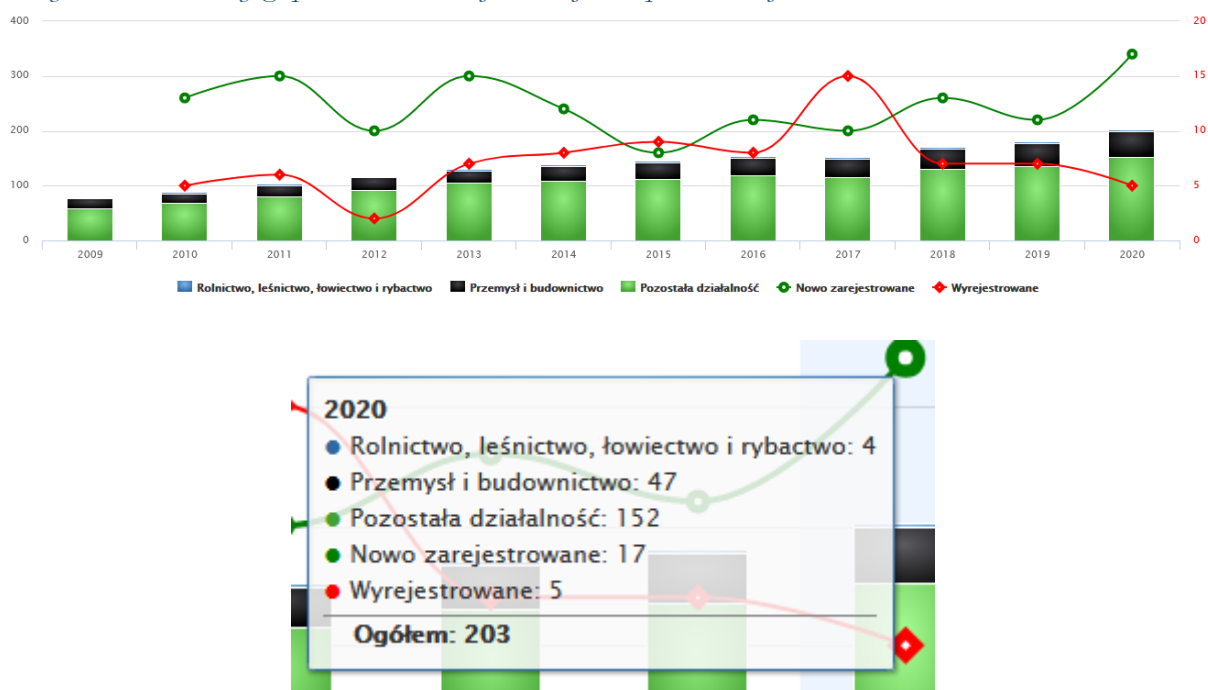 400
20
300
15
200
10
100
5
0
0
2009 2010 2011 2012 2013 2014 2015 2016 2017 2018 2019 2020
Rolnictwo, leśnictwo, łowiectwo i rybactwo Przemysł i budownictwo Pozostała działalność Nowo zarejestrowane Wyrejestrowane
2020
Rolnictwo, leśnictwo, łowiectwo i rybactwo: 4
Przemysł i budownictwo: 47
Pozostała działalność: 152
Nowo zarejestrowane: 17
Wyrejestrowane: 5
Ogółem: 203